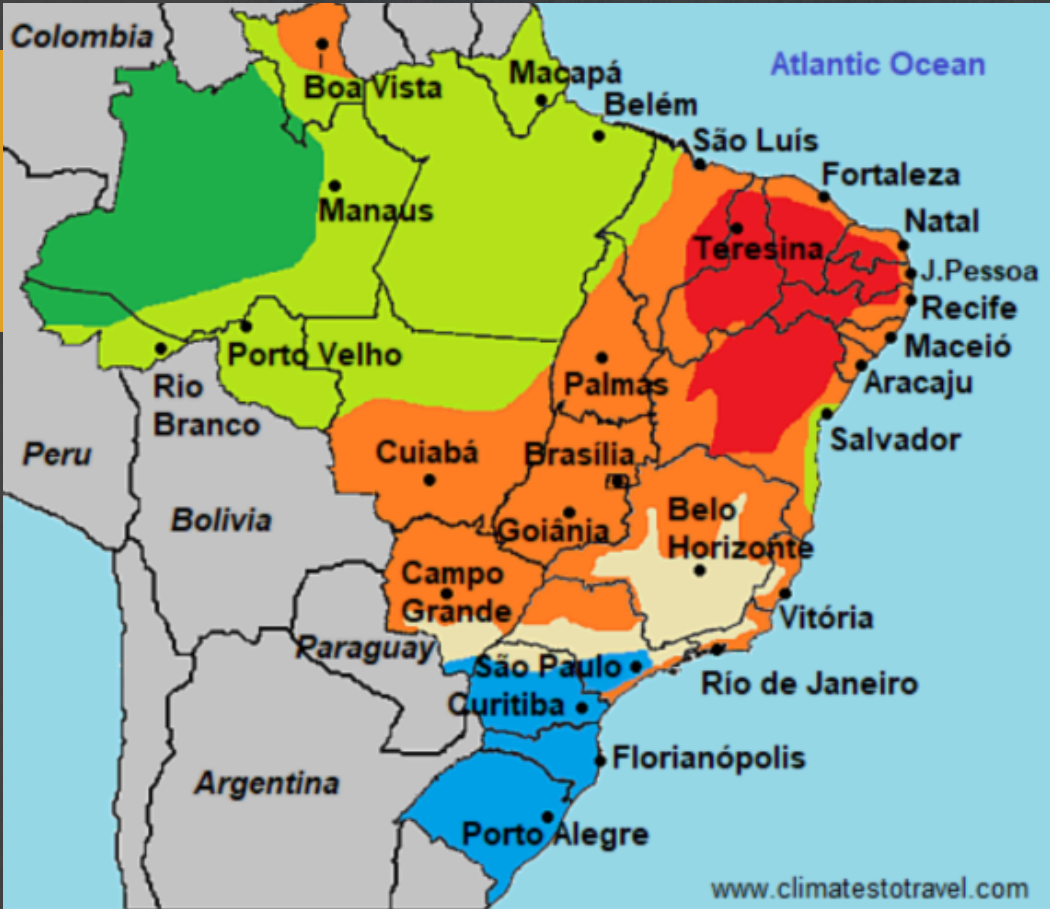 Colombia
Atlantic Ocean
Boa Vista
Macapá
Belém
São Luís
Fortaleza
Manaus
Natal
Teresina
J.Pessoa
Recife
Porto Velho
Maceió
Rio
Branco
Palmas
Aracaju
Peru
Cuiabá
Brasília
Salvador
Bolivia
Goiânia
Belo
Horizonte
Campo
Grande
Vitória
Paraguay
São Paulo
Río de Janeiro
Curitiba
Florianópolis
Argentina
Porto Alegre
www.climatestotravel.com